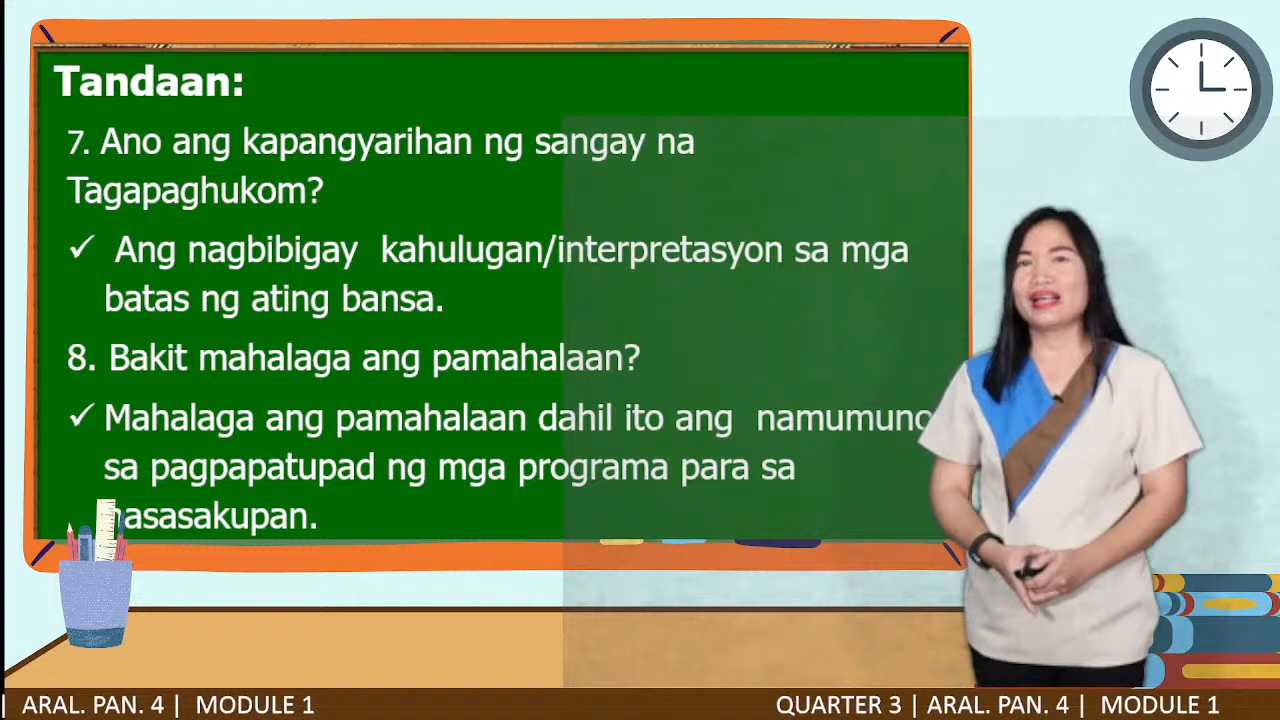 Tandaan:
7. Ano ang kapangyarihan ng sangay na
Tagapaghukom?
✓ Ang nagbibigay kahulugan/interpretasyon sa mga
batas ng ating bansa.
8. Bakit mahalaga ang pamahalaan?
✓ Mahalaga ang pamahalaan dahil ito ang namumuno
sa pagpapatupad ng mga programa para sa
nasasakupan.
| ARAL. PAN. 4 | MODULE 1
QUARTER 3 | ARAL. PAN. 4 | MODULE 1